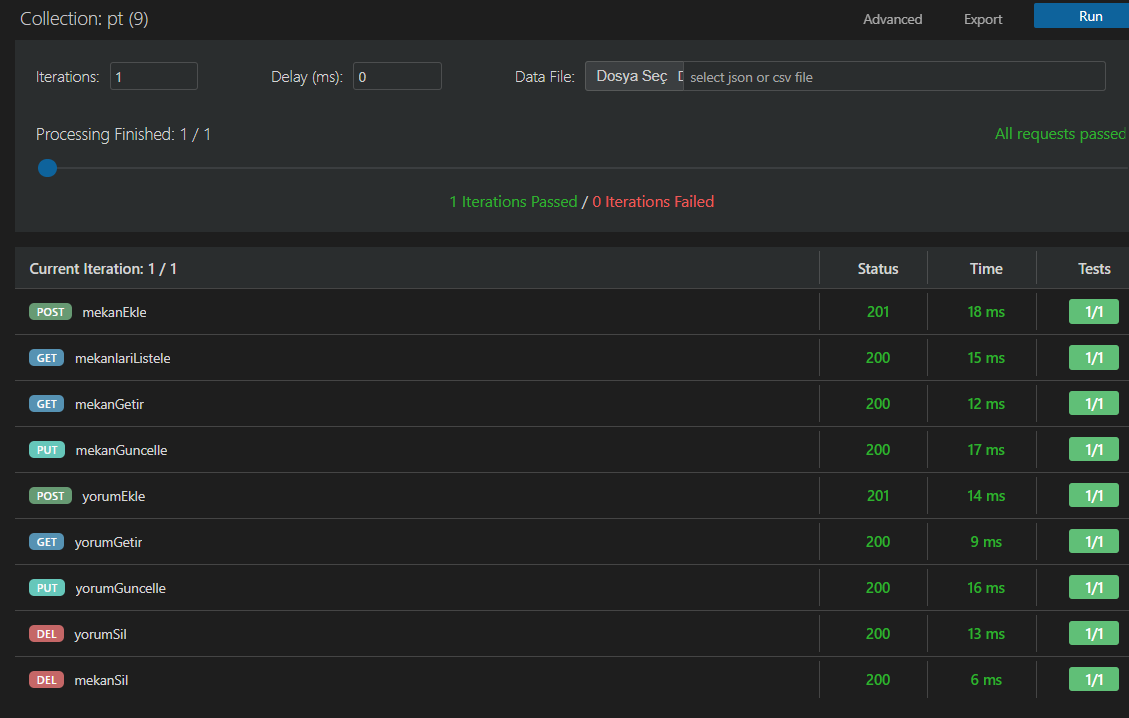 Collection: pt (9) Advanced Export Run
Iterations: 1 Delay (ms): 0 Data File: Dosya Seç select json or csv file
Processing Finished: 1 / 1 All requests passed
1 Iterations Passed / 0 Iterations Failed
Current Iteration: 1 / 1 Status Time Tests
POST mekanEkle 201 18 ms 1/1
GET mekanlariListele 200 15 ms 1/1
GET mekanGetir 200 12 ms 1/1
PUT mekanGuncelle 200 17 ms 1/1
POST yorumEkle 201 14 ms 1/1
GET yorumGetir 200 9 ms 1/1
PUT yorumGuncelle 200 16 ms 1/1
DEL yorumSil 200 13 ms 1/1
DEL mekanSil 200 6 ms 1/1